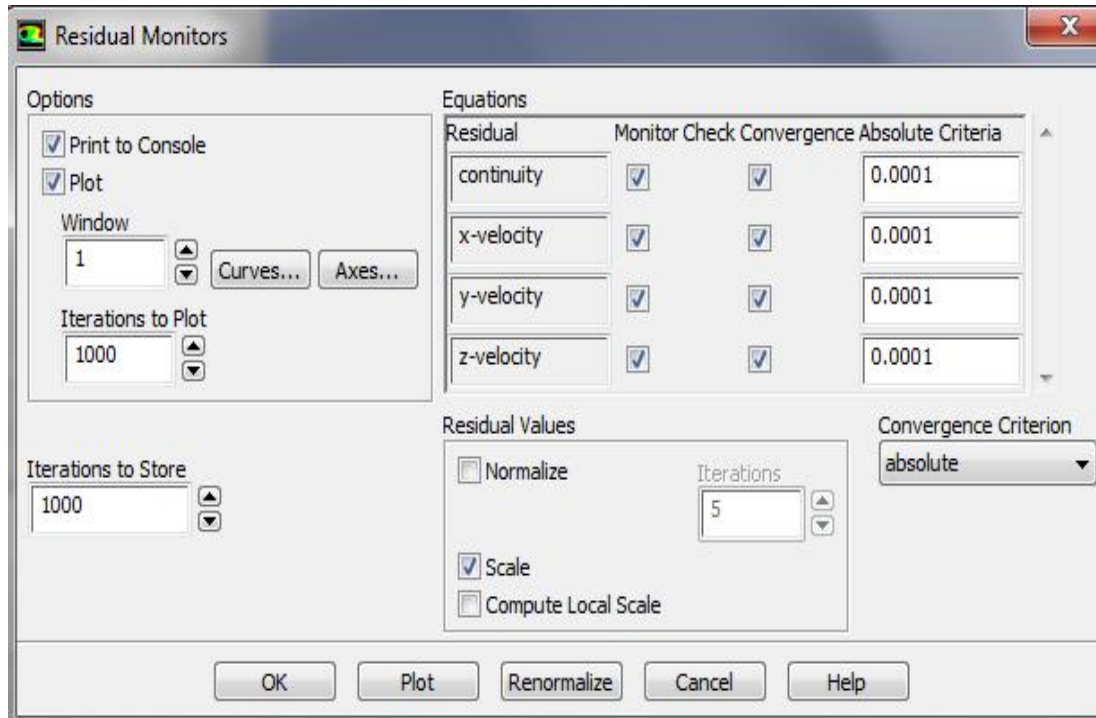 Residual Monitors
X
Options
Print to Console
Plot
Window
1
Curves...
Axes...
Iterations to Plot
1000
Iterations to Store
1000
Equations
Residual Monitor Check Convergence Absolute Criteria
continuity 0.0001
x-velocity 0.0001
y-velocity 0.0001
z-velocity 0.0001
Residual Values
Normalize
Iterations
5
Scale
Compute Local Scale
Convergence Criterion
absolute
OK Plot Renormalize Cancel Help